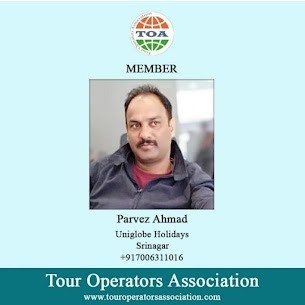 TOA
MEMBER
Parvez Ahmad
Uniglobe Holidays
Srinagar
+917006311016
Tour Operators Association
www.touroperatorsassociation.com